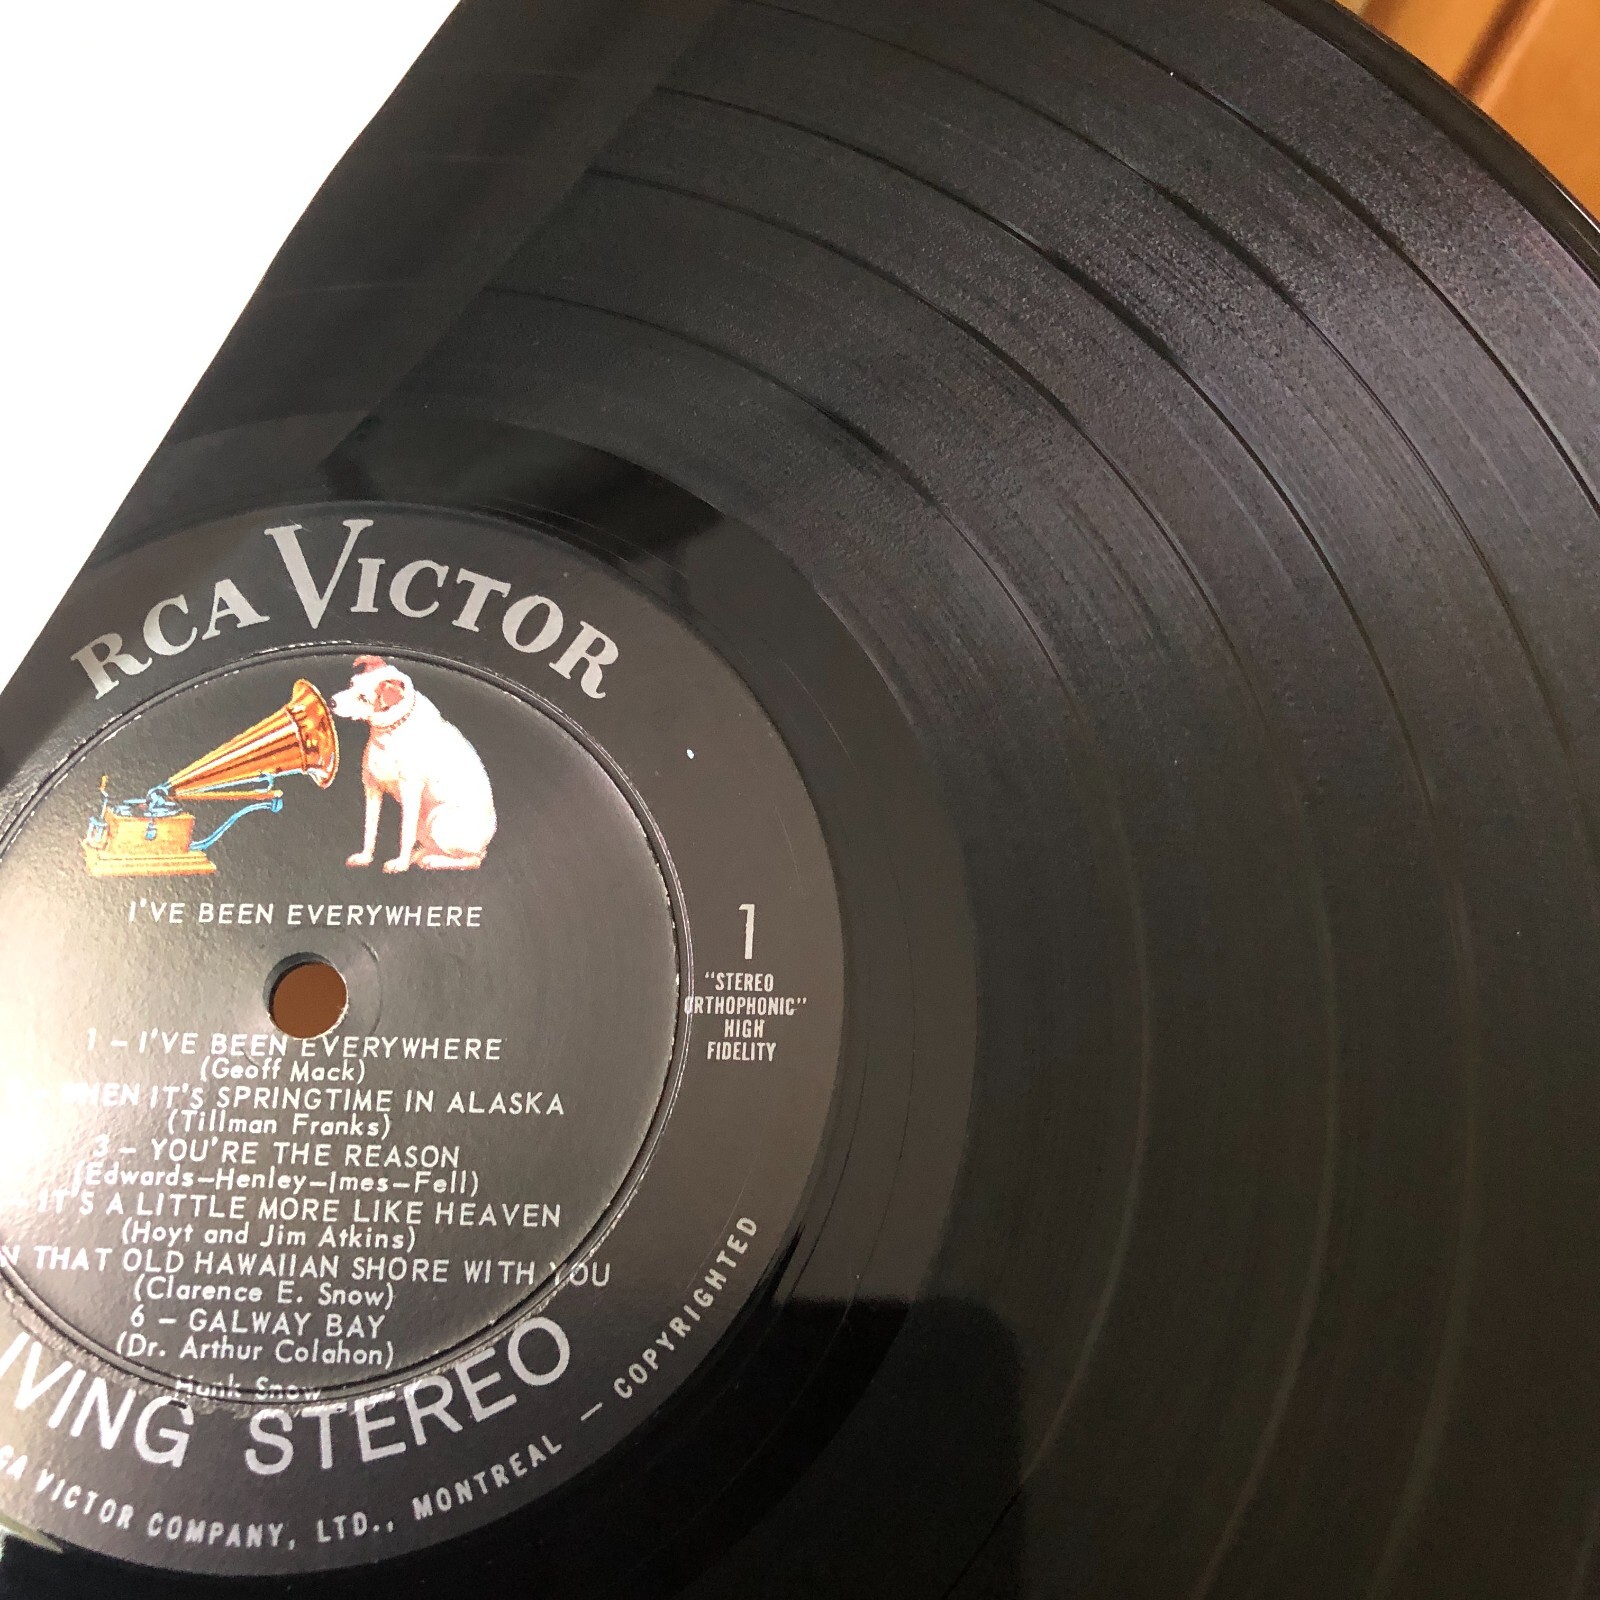 RCA VICTOR
I'VE BEEN EVERYWHERE
1
"STEREO
ORTHOPHONIC"
HIGH
FIDELITY
1 – I'VE BEEN EVERYWHERE
(Geoff Mack)
WHEN IT'S SPRINGTIME IN ALASKA
(Tillman Franks)
3 – YOU'RE THE REASON
(Edwards–Henley–Imes–Fell)
IT'S A LITTLE MORE LIKE HEAVEN
(Hoyt and Jim Atkins)
N THAT OLD HAWAIIAN SHORE WITH YOU
(Clarence E. Snow)
6 – GALWAY BAY
(Dr. Arthur Colahon)
Hank Snow
IVING STEREO
CA VICTOR COMPANY, LTD., MONTREAL – COPYRIGHTED